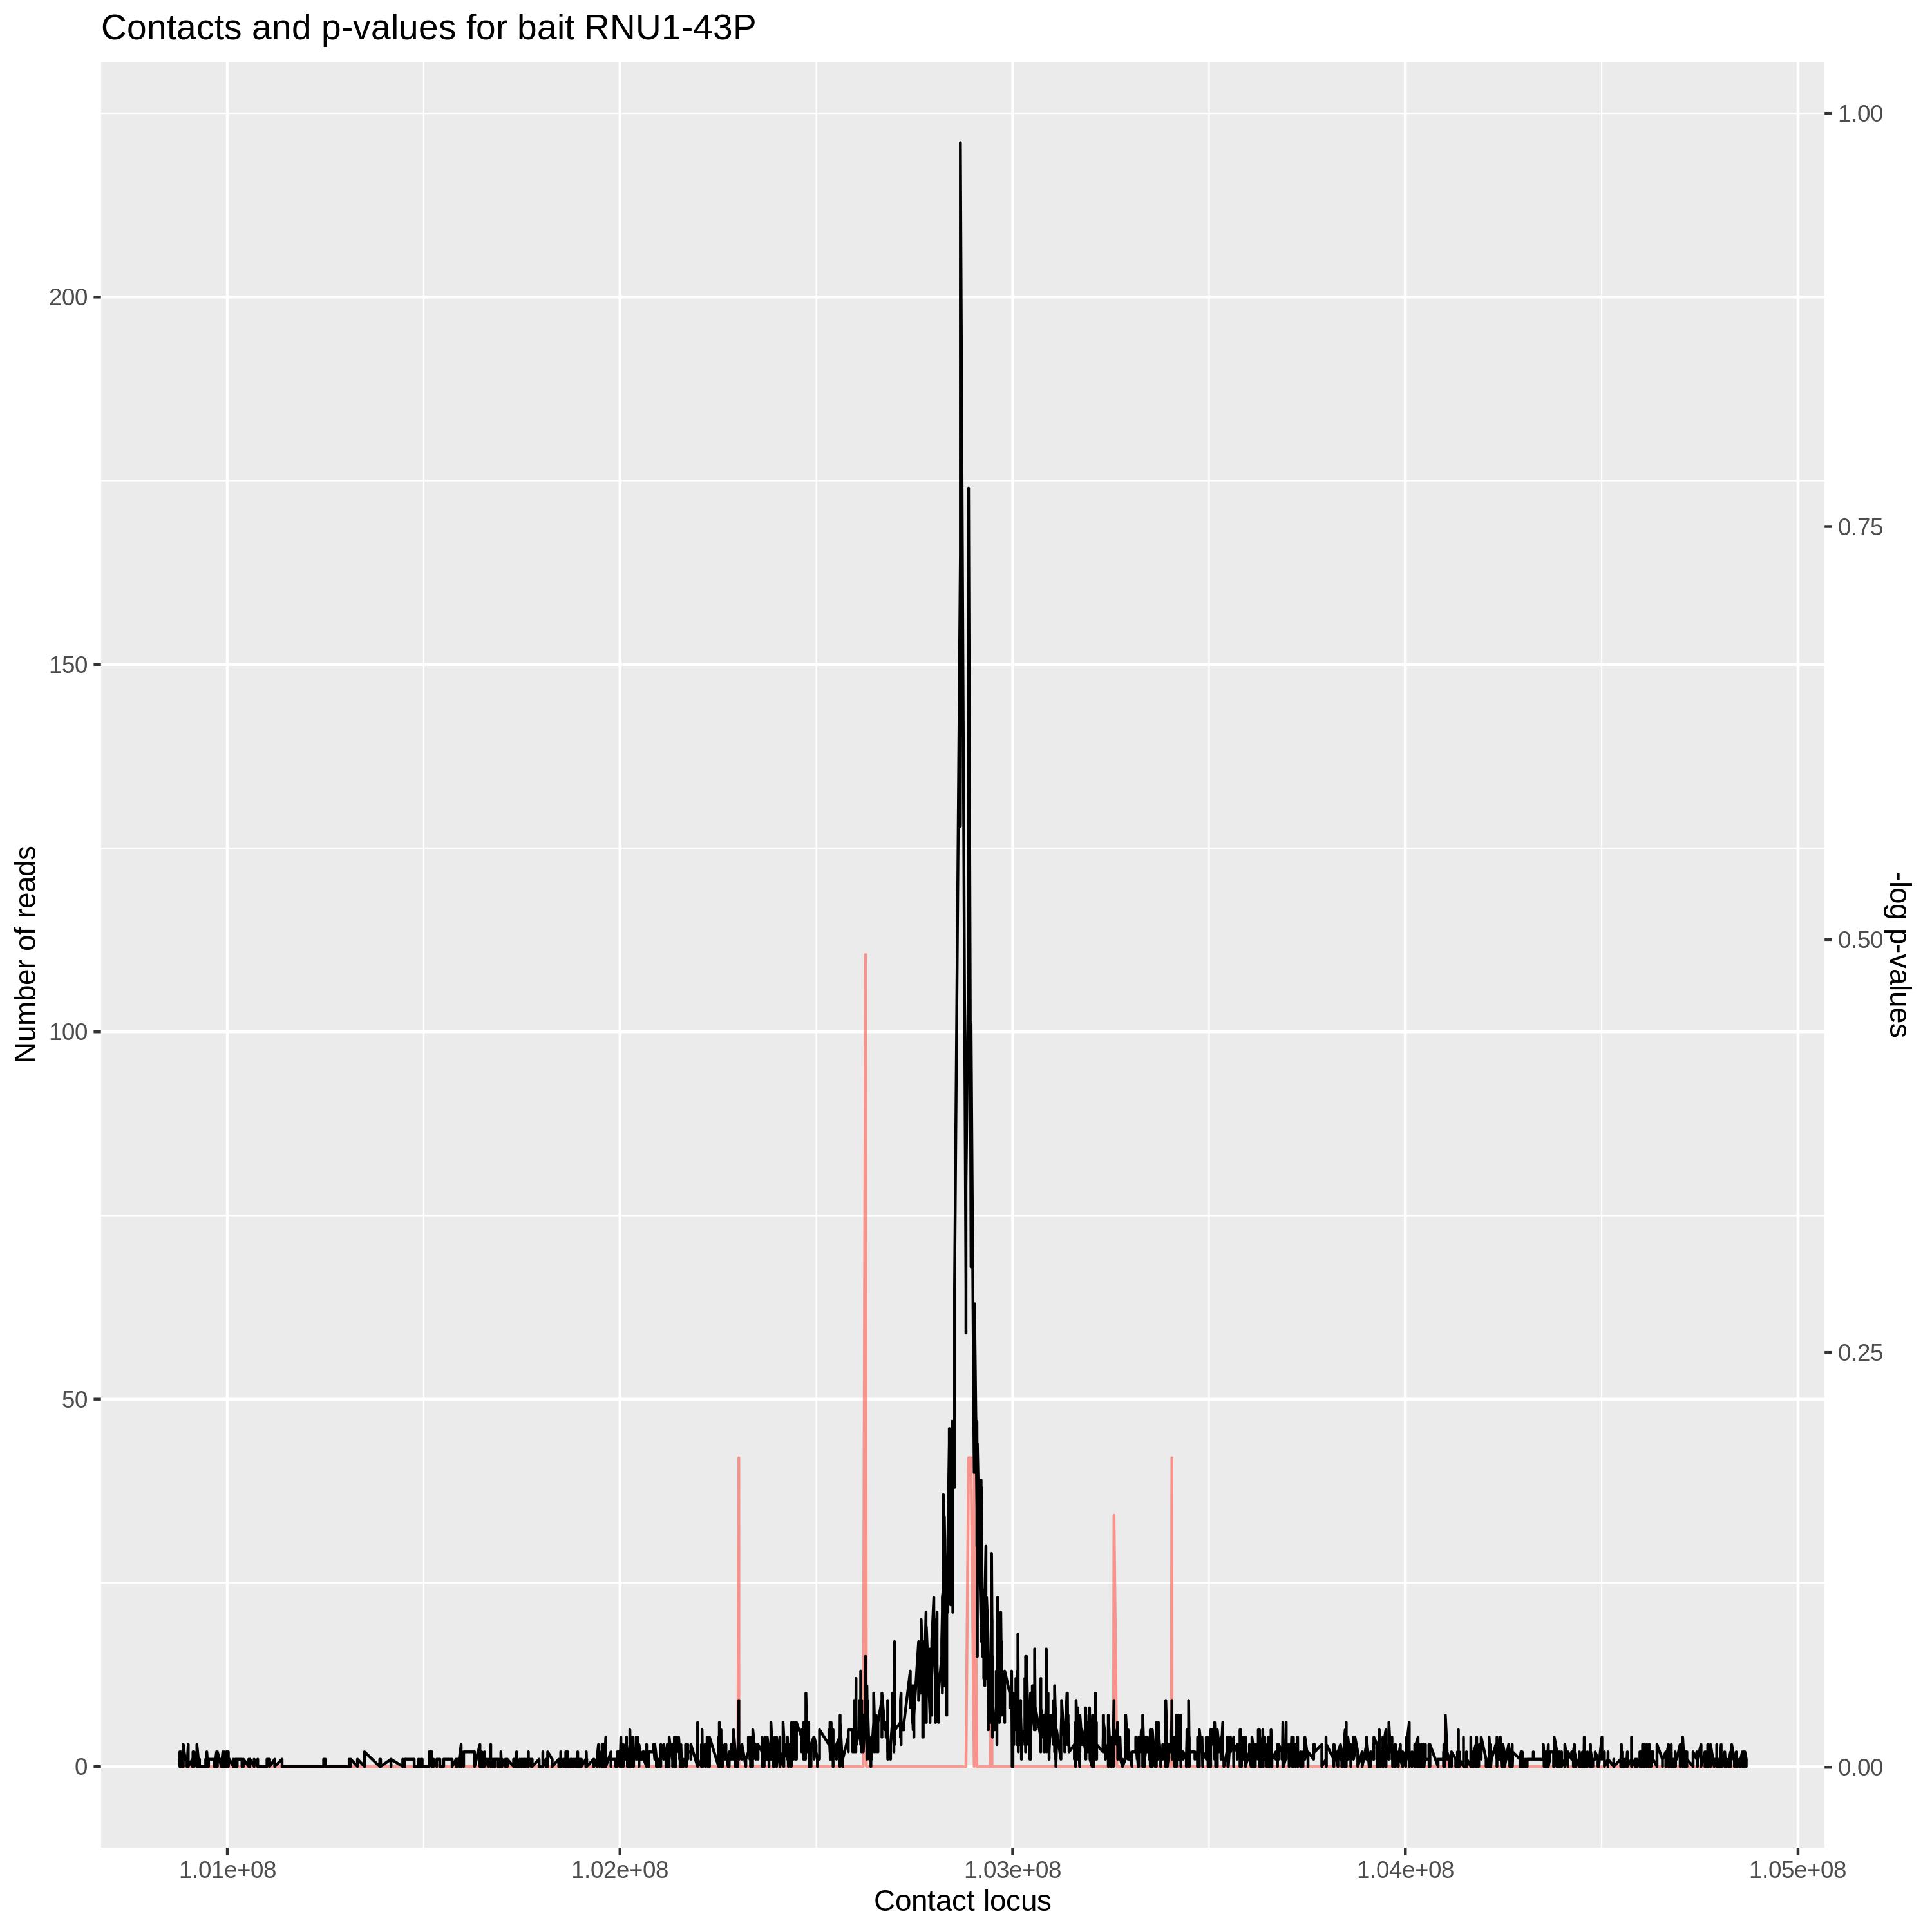 Contacts and p-values for bait RNU1-43P
1.00
200
0.75
150
Number of reads
-log p-values
0.50
100
0.25
50
0
0.00
1.01e+08 1.02e+08 1.03e+08 1.04e+08 1.05e+08
Contact locus